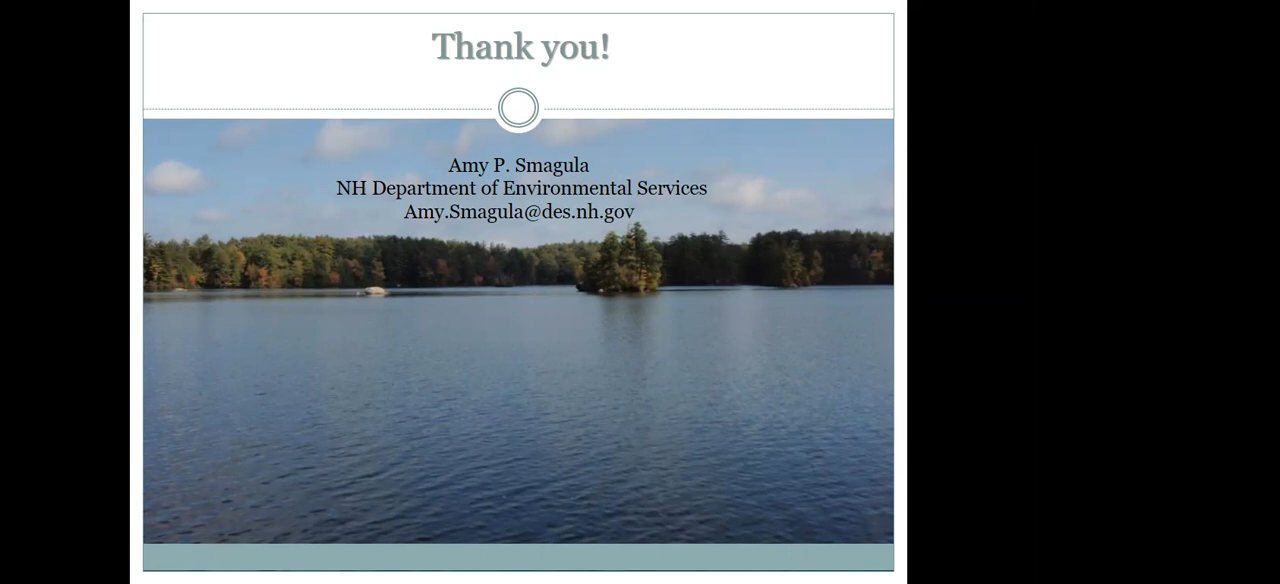 Thank you!
Amy P. Smagula
NH Department of Environmental Services
Amy.Smagula@des.nh.gov